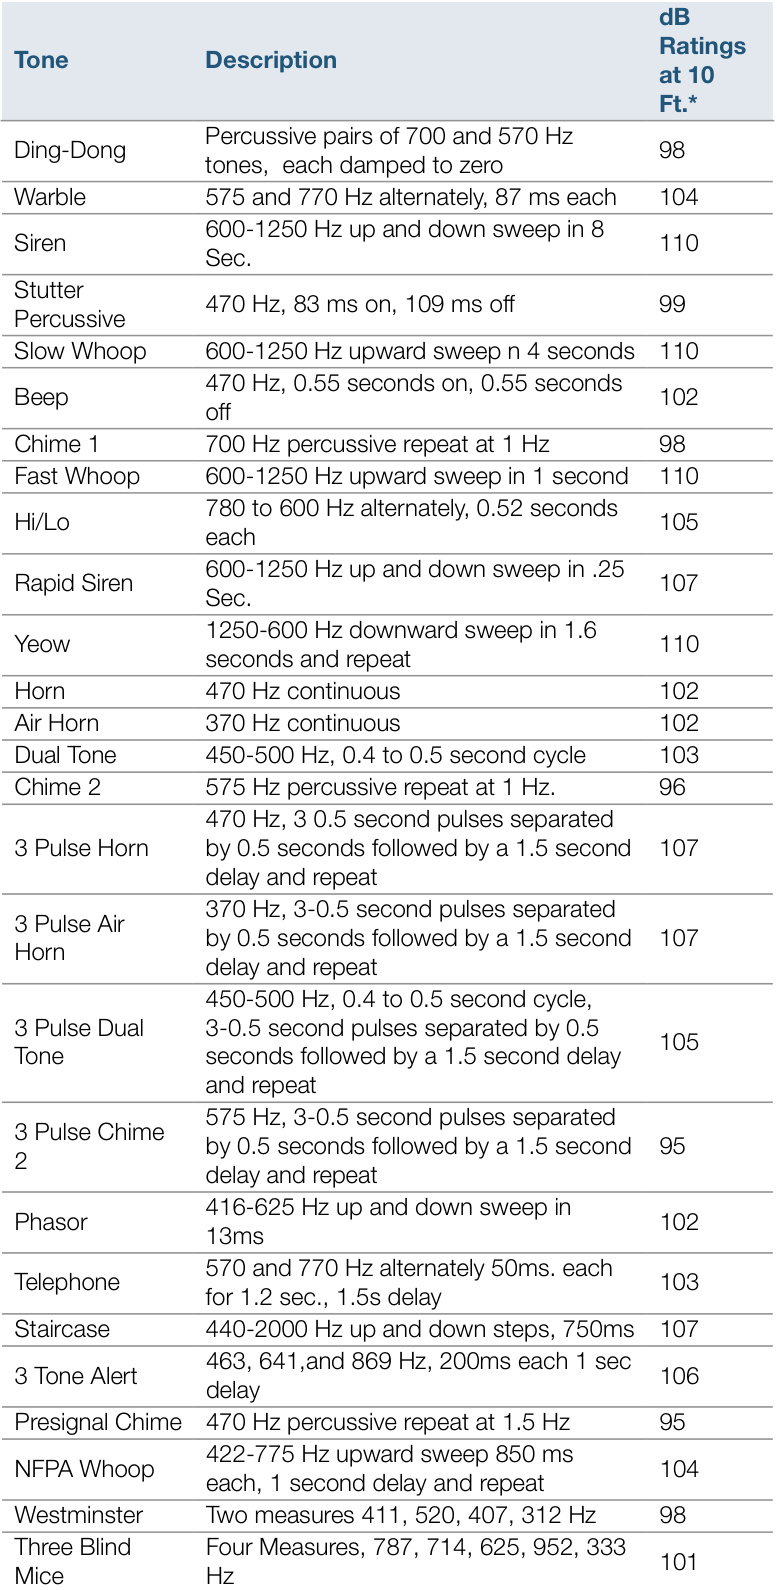 Tone
Description
dB
Ratings
at 10
Ft.*
Ding-Dong
Percussive pairs of 700 and 570 Hz
tones,  each damped to zero
98
Warble
575 and 770 Hz alternately, 87 ms each
104
Siren
600-1250 Hz up and down sweep in 8
Sec.
110
Stutter
Percussive
470 Hz, 83 ms on, 109 ms off
99
Slow Whoop
600-1250 Hz upward sweep n 4 seconds
110
Beep
470 Hz, 0.55 seconds on, 0.55 seconds
off
102
Chime 1
700 Hz percussive repeat at 1 Hz
98
Fast Whoop
600-1250 Hz upward sweep in 1 second
110
Hi/Lo
780 to 600 Hz alternately, 0.52 seconds
each
105
Rapid Siren
600-1250 Hz up and down sweep in .25
Sec.
107
Yeow
1250-600 Hz downward sweep in 1.6
seconds and repeat
110
Horn
470 Hz continuous
102
Air Horn
370 Hz continuous
102
Dual Tone
450-500 Hz, 0.4 to 0.5 second cycle
103
Chime 2
575 Hz percussive repeat at 1 Hz.
96
3 Pulse Horn
470 Hz, 3 0.5 second pulses separated
by 0.5 seconds followed by a 1.5 second
delay and repeat
107
3 Pulse Air
Horn
370 Hz, 3-0.5 second pulses separated
by 0.5 seconds followed by a 1.5 second
delay and repeat
107
3 Pulse Dual
Tone
450-500 Hz, 0.4 to 0.5 second cycle,
3-0.5 second pulses separated by 0.5
seconds followed by a 1.5 second delay
and repeat
105
3 Pulse Chime
2
575 Hz, 3-0.5 second pulses separated
by 0.5 seconds followed by a 1.5 second
delay and repeat
95
Phasor
416-625 Hz up and down sweep in
13ms
102
Telephone
570 and 770 Hz alternately 50ms. each
for 1.2 sec., 1.5s delay
103
Staircase
440-2000 Hz up and down steps, 750ms
107
3 Tone Alert
463, 641,and 869 Hz, 200ms each 1 sec
delay
106
Presignal Chime
470 Hz percussive repeat at 1.5 Hz
95
NFPA Whoop
422-775 Hz upward sweep 850 ms
each, 1 second delay and repeat
104
Westminster
Two measures 411, 520, 407, 312 Hz
98
Three Blind
Mice
Four Measures, 787, 714, 625, 952, 333
Hz
101